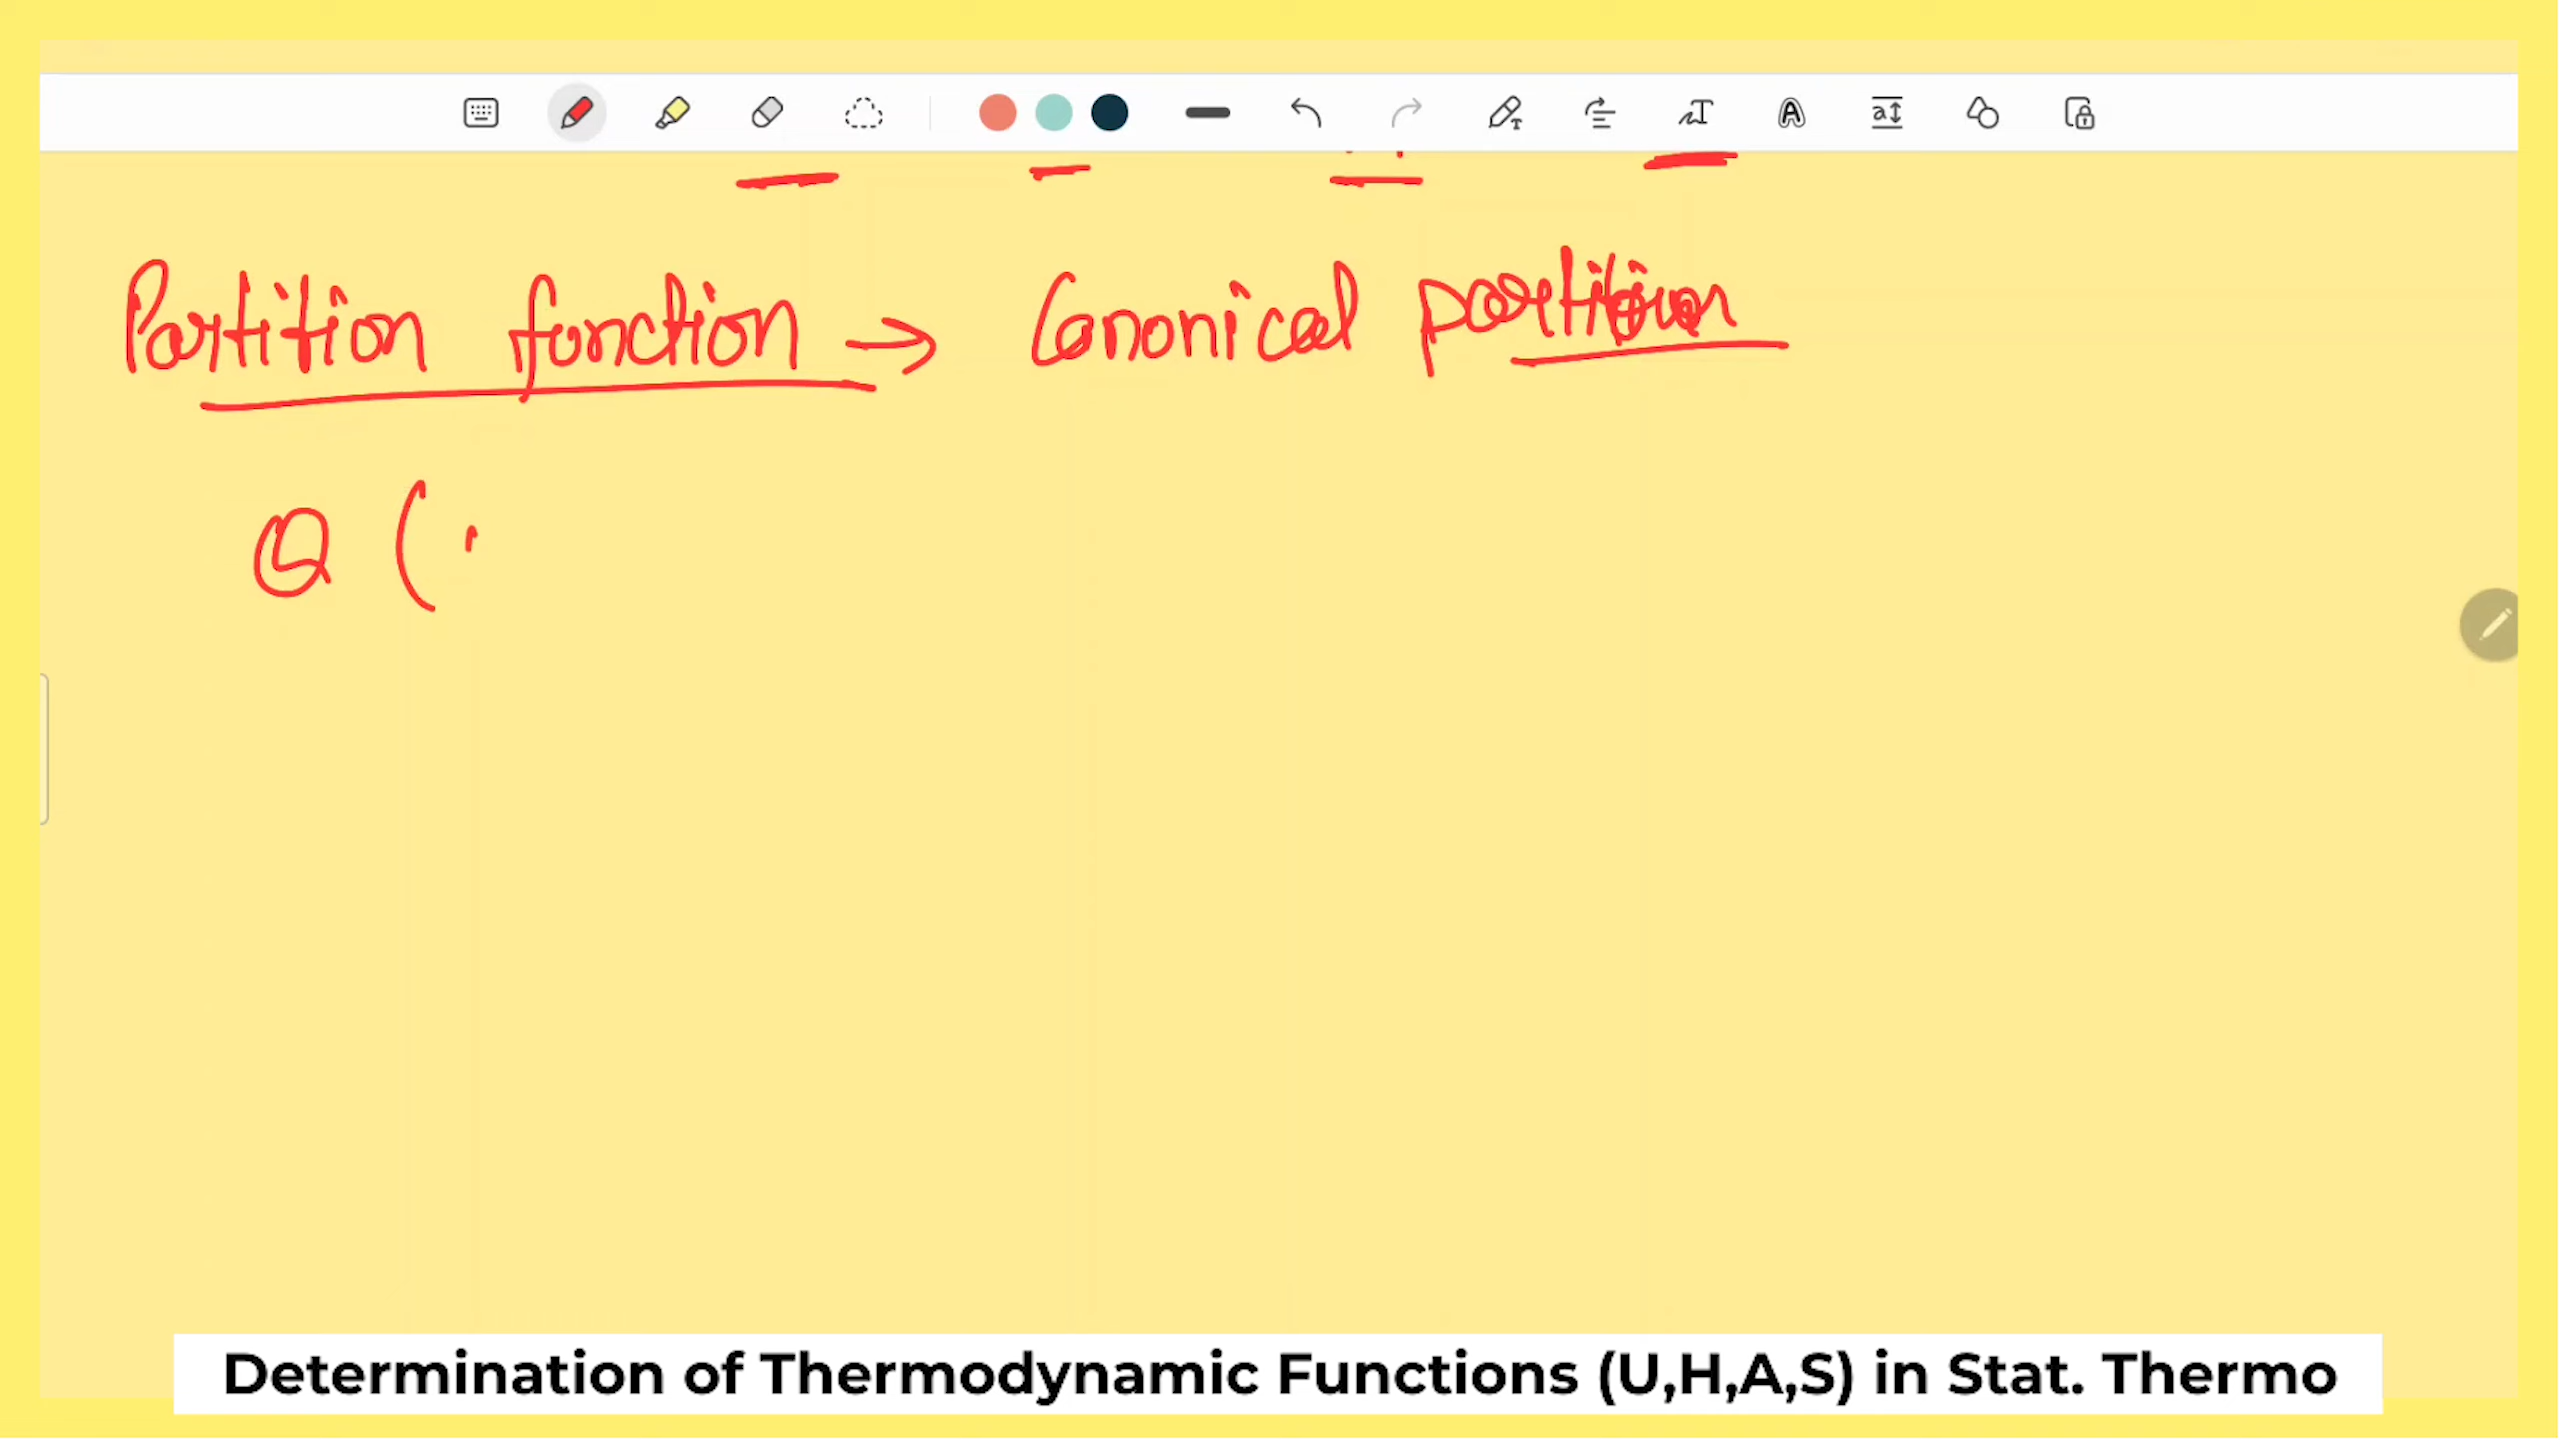 Partition function → Canonical partition
Q (
Determination of Thermodynamic Functions (U,H,A,S) in Stat. Thermo